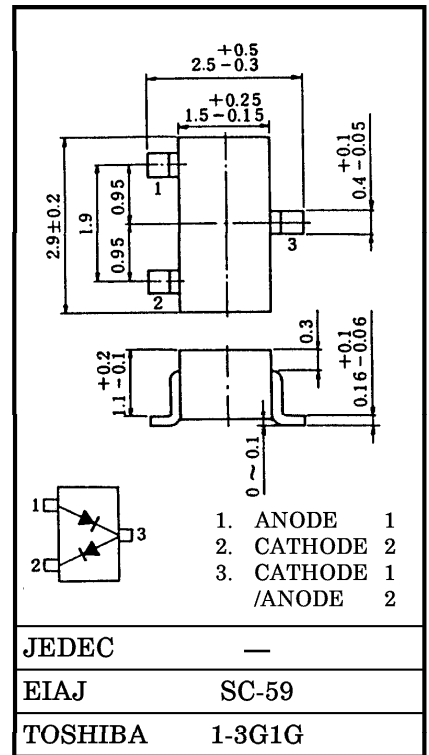 +0.5
2.5 −0.3
+0.25
1.5−0.15
+0.1
0.4−0.05
2.9±0.2
1.9
0.95
0.95
1
2
3
+0.2
1.1 −0.1
0.3
+0.1
0.16−0.06
0 ~ 0.1
1
2
3
1. ANODE 1
2. CATHODE 2
3. CATHODE 1
/ANODE 2
JEDEC —
EIAJ SC-59
TOSHIBA 1-3G1G